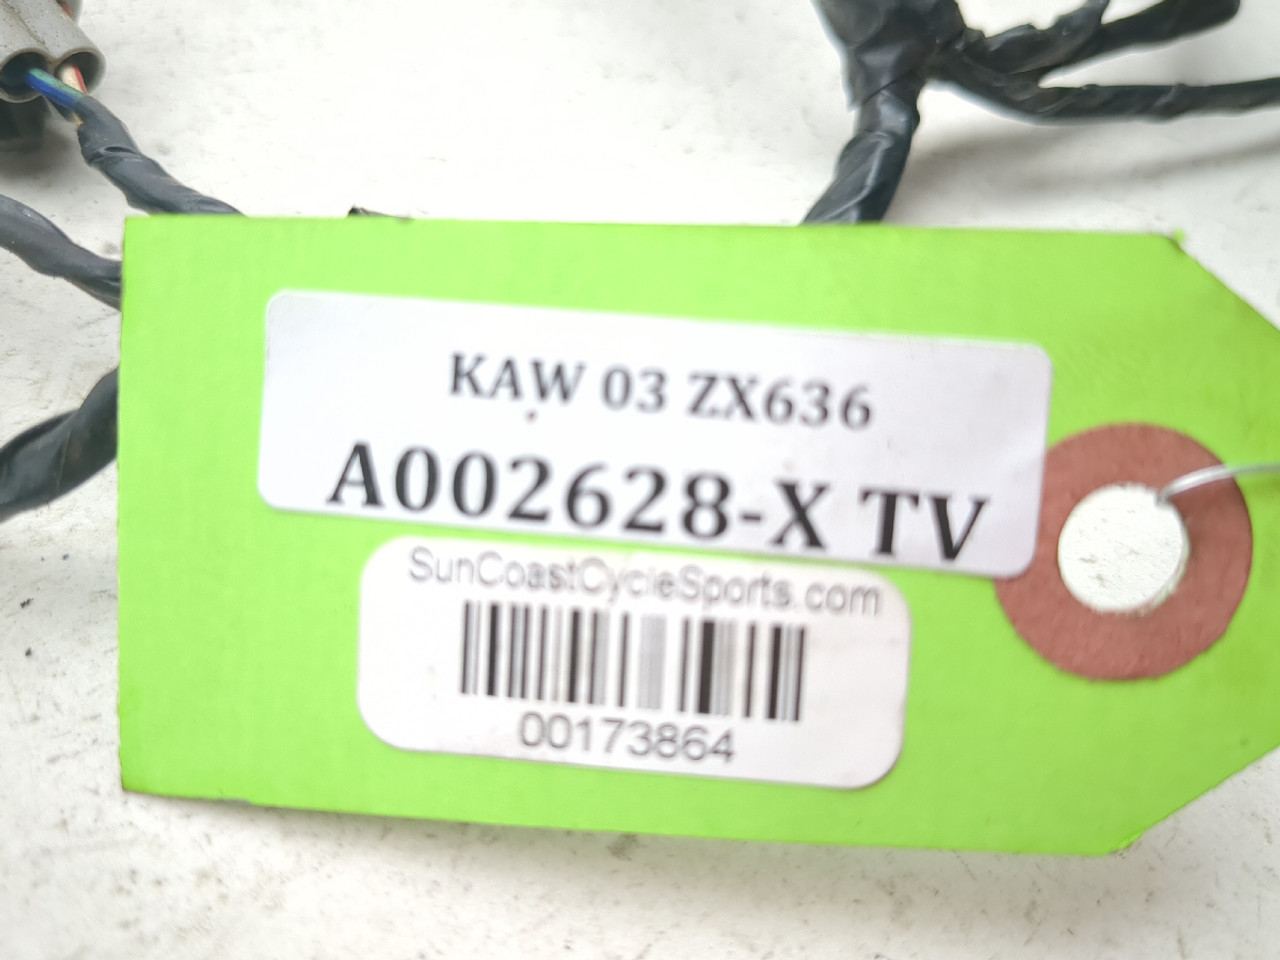 KAW 03 ZX636
A002628-X TV
SunCoastCycleSports.com
00173864